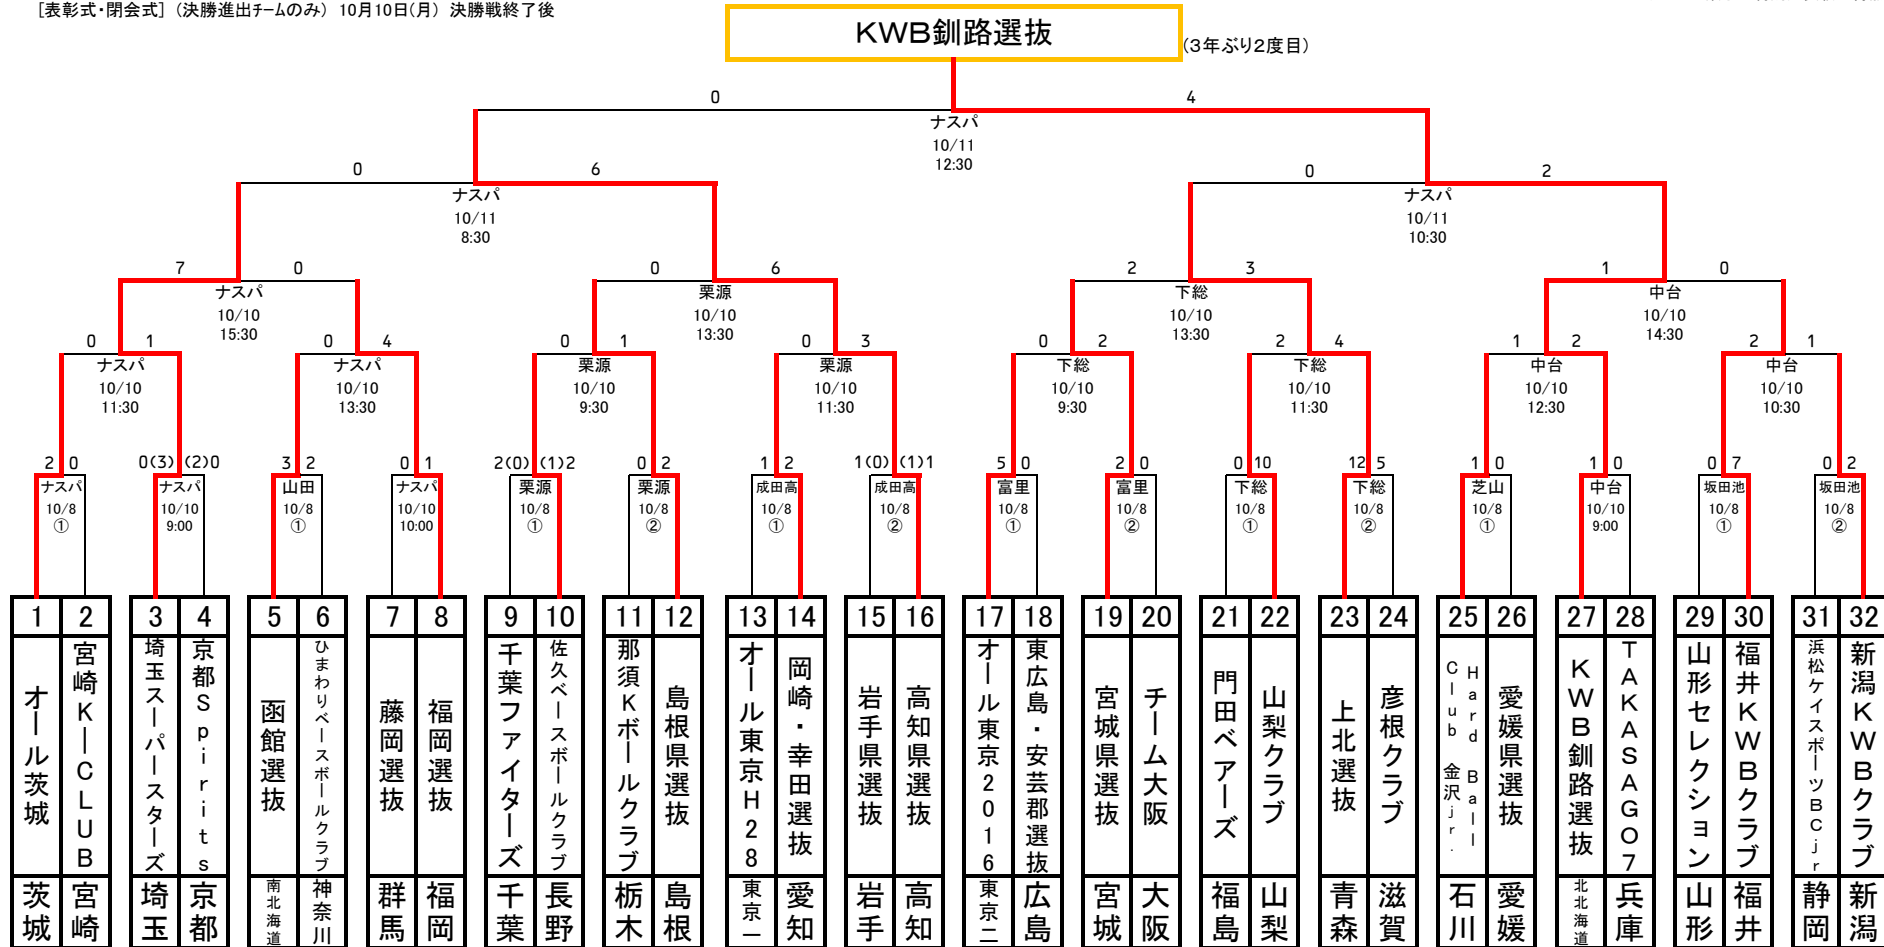 [表彰式・閉会式] (決勝進出チームのみ) 10月10日(月) 決勝戦終了後
KWB釧路選抜
(3年ぶり2度目)
0 4
ナスパ
10/11
12:30
0 6 0 2
ナスパ ナスパ
10/11 10/11
8:30 10:30
7 0 0 6 2 3 1 0
ナスパ 栗源 下総 中台
10/10 10/10 10/10 10/10
15:30 13:30 13:30 14:30
0 1 0 4 0 1 0 3 0 2 2 4 1 2 2 1
ナスパ ナスパ 栗源 栗源 下総 下総 中台 中台
10/10 10/10 10/10 10/10 10/10 10/10 10/10 10/10
11:30 13:30 9:30 11:30 9:30 11:30 12:30 10:30
2 0 0(3) (2)0 3 2 0 1 2(0) (1)2 0 2 1 2 1(0) (1)1 5 0 2 0 0 10 12 5 1 0 1 0 0 7 0 2
ナスパ ナスパ 山田 ナスパ 栗源 栗源 成田高 成田高 富里 富里 下総 下総 芝山 中台 坂田池 坂田池
10/8 10/10 10/8 10/10 10/8 10/8 10/8 10/8 10/8 10/8 10/8 10/8 10/8 10/10 10/8 10/8
① 9:00 ① 10:00 ① ② ① ② ① ② ① ② ① 9:00 ① ②
1 2 3 4 5 6 7 8 9 10 11 12 13 14 15 16 17 18 19 20 21 22 23 24 25 26 27 28 29 30 31 32
オール茨城
宮崎K―CLUB
埼玉スーパースターズ
京都Spirits
函館選抜
ひまわりベースボールクラブ
藤岡選抜
福岡選抜
千葉ファイターズ
佐久ベースボールクラブ
那須Kボールクラブ
島根県選抜
オール東京H28
岡崎・幸田選抜
岩手県選抜
高知県選抜
オール東京2016
東広島・安芸郡選抜
宮城県選抜
チーム大阪
門田ベアーズ
山梨クラブ
上北選抜
彦根クラブ
Hard Ball
Club 金沢jr.
愛媛県選抜
KWB釧路選抜
TAKASAGO7
山形セレクション
福井KWBクラブ
浜松ケイスポーツBCjr
新潟KWBクラブ
茨城 宮崎 埼玉 京都 南北海道 神奈川 群馬 福岡 千葉 長野 栃木 島根 東京一 愛知 岩手 高知 東京二 広島 宮城 大阪 福島 山梨 青森 滋賀 石川 愛媛 北北海道 兵庫 山形 福井 静岡 新潟